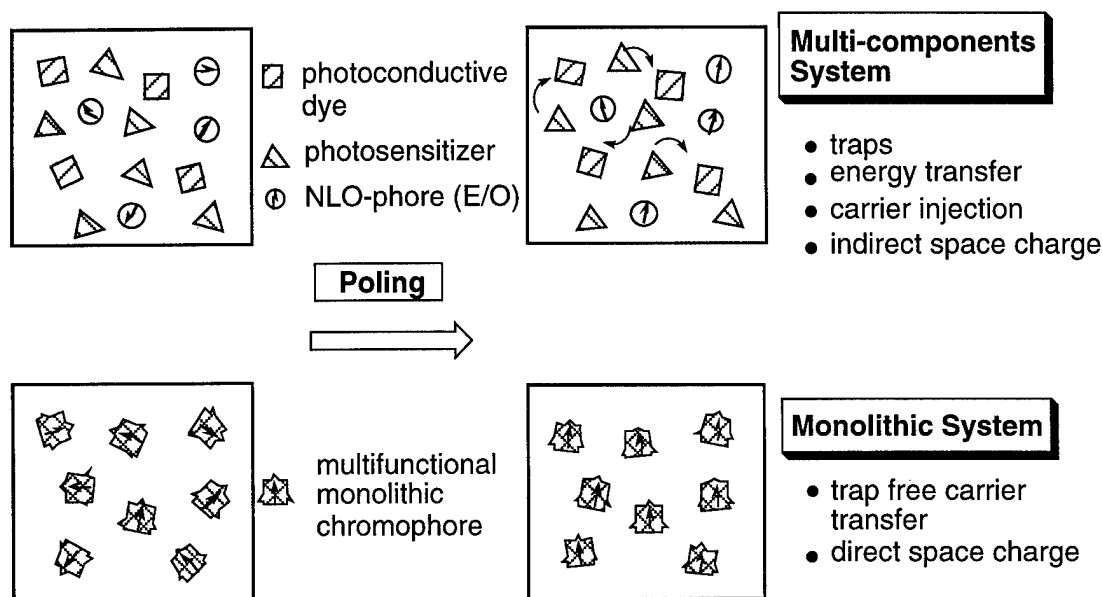 photoconductive
dye
photosensitizer
NLO-phore (E/O)
Multi-components
System
• traps
• energy transfer
• carrier injection
• indirect space charge
Poling
multifunctional
monolithic
chromophore
Monolithic System
• trap free carrier
transfer
• direct space charge